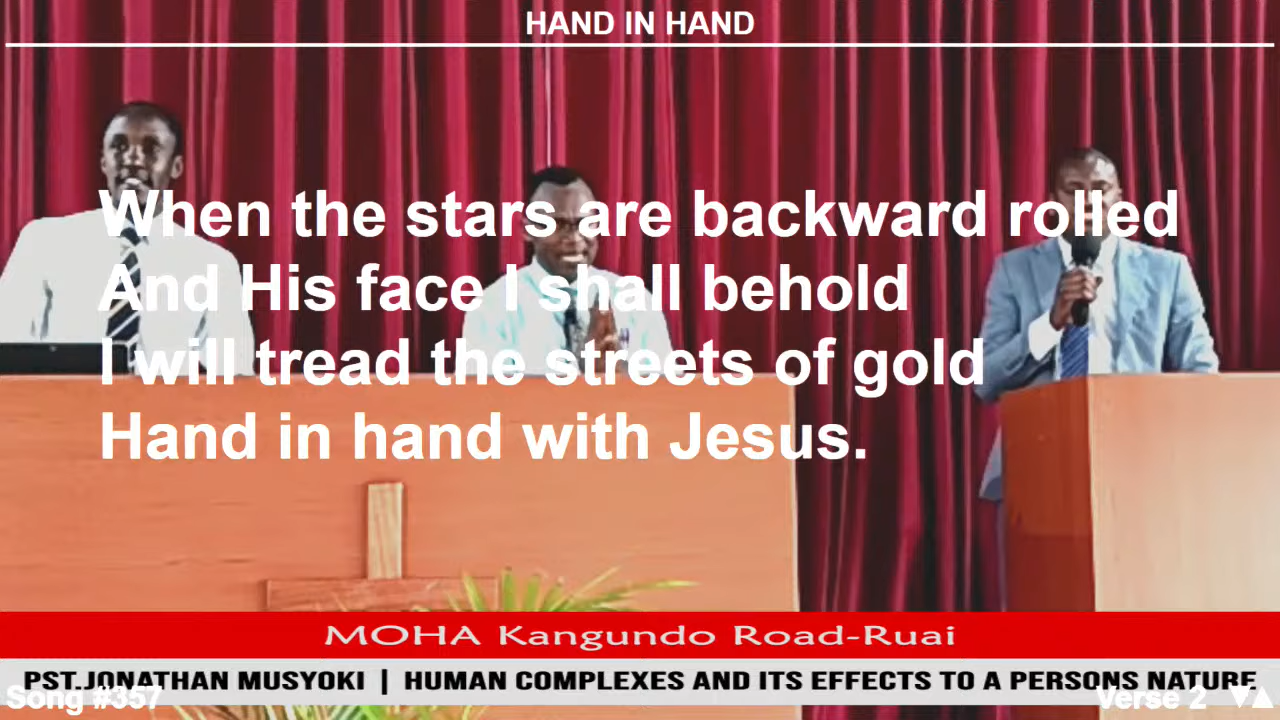 HAND IN HAND
When the stars are backward rolled
And His face I shall behold
I will tread the streets of gold
Hand in hand with Jesus.
MOHA Kangundo Road-Ruai
PST.JONATHAN MUSYOKI | HUMAN COMPLEXES AND ITS EFFECTS TO A PERSONS NATURE
Song #357
Verse 2 ▼▲